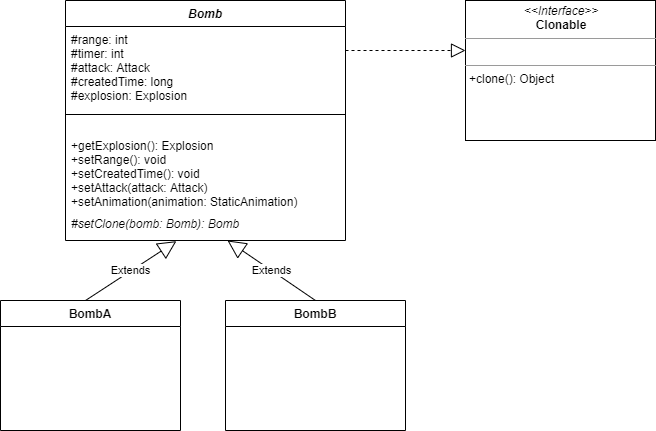 Bomb
#range: int
#timer: int
#attack: Attack
#createdTime: long
#explosion: Explosion
+getExplosion(): Explosion
+setRange(): void
+setCreatedTime(): void
+setAttack(attack: Attack)
+setAnimation(animation: StaticAnimation)
#setClone(bomb: Bomb): Bomb
<<Interface>>
Clonable
+clone(): Object
Extends
Extends
BombA
BombB